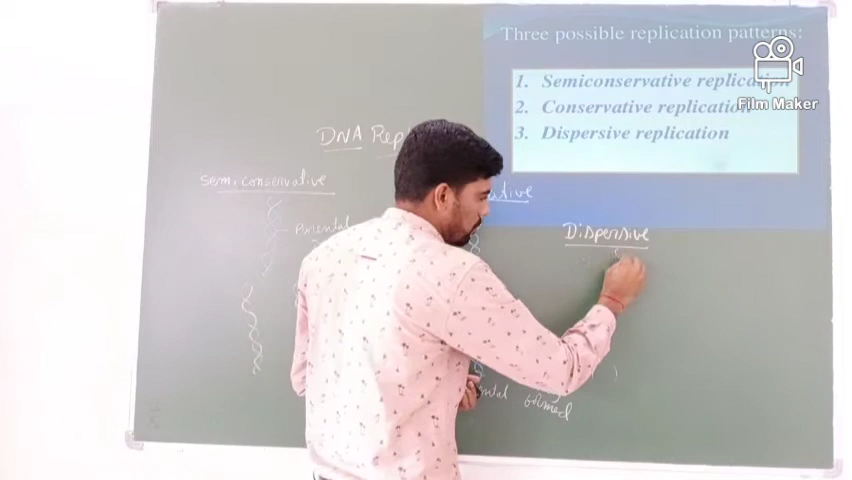 Three possible replication patterns:
1. Semiconservative replication
2. Conservative replication
3. Dispersive replication
Film Maker
DNA Rep
Semiconservative
ative
Dispersive
Parental